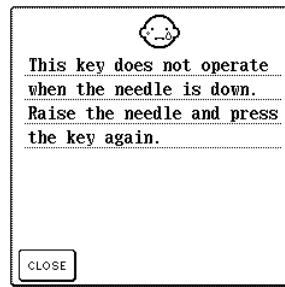 This key does not operate
when the needle is down.
Raise the needle and press
the key again.
CLOSE